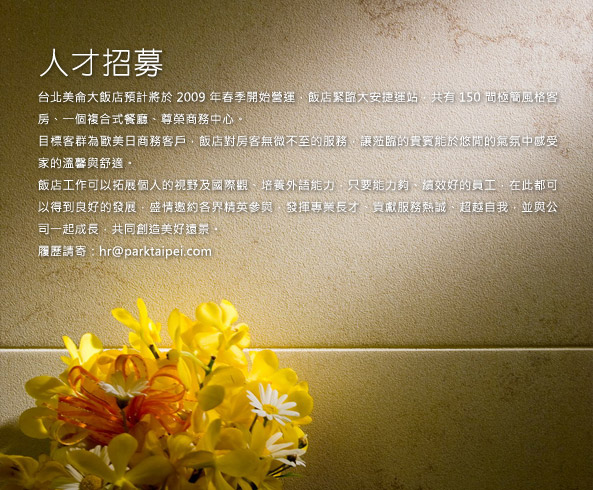 人才招募
台北美侖大飯店預計將於 2009 年春季開始營運，飯店緊臨大安捷運站，共有 150 間極簡風格客
房、一個複合式餐廳、尊榮商務中心。
目標客群為歐美日商務客戶，飯店對房客無微不至的服務，讓蒞臨的貴賓能於悠閒的氣氛中感受
家的溫馨與舒適。
飯店工作可以拓展個人的視野及國際觀、培養外語能力，只要能力夠、績效好的員工，在此都可
以得到良好的發展，盛情邀約各界精英參與，發揮專業長才、貢獻服務熱誠、超越自我，並與公
司一起成長，共同創造美好遠景。
履歷請寄：hr@parktaipei.com